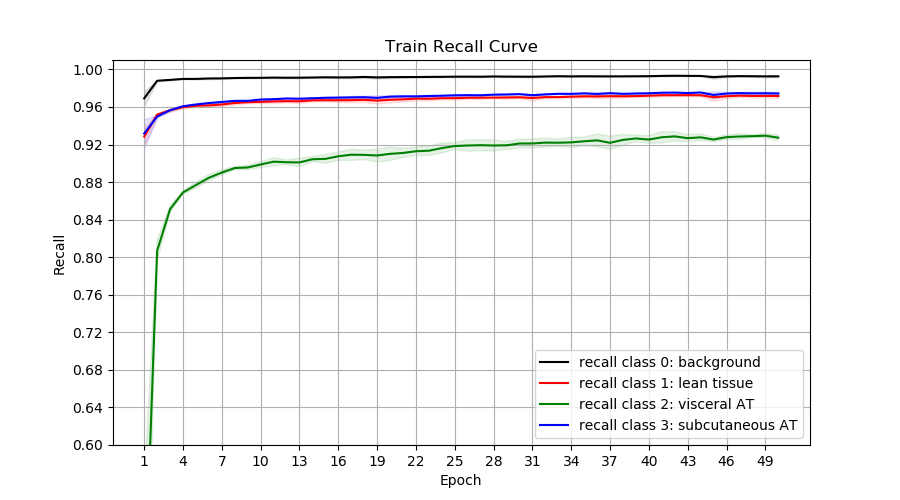 Train Recall Curve
1.00
0.96
0.92
0.88
0.84
0.80
0.76
0.72
0.68
0.64
0.60
Recall
recall class 0: background
recall class 1: lean tissue
recall class 2: visceral AT
recall class 3: subcutaneous AT
1 4 7 10 13 16 19 22 25 28 31 34 37 40 43 46 49
Epoch